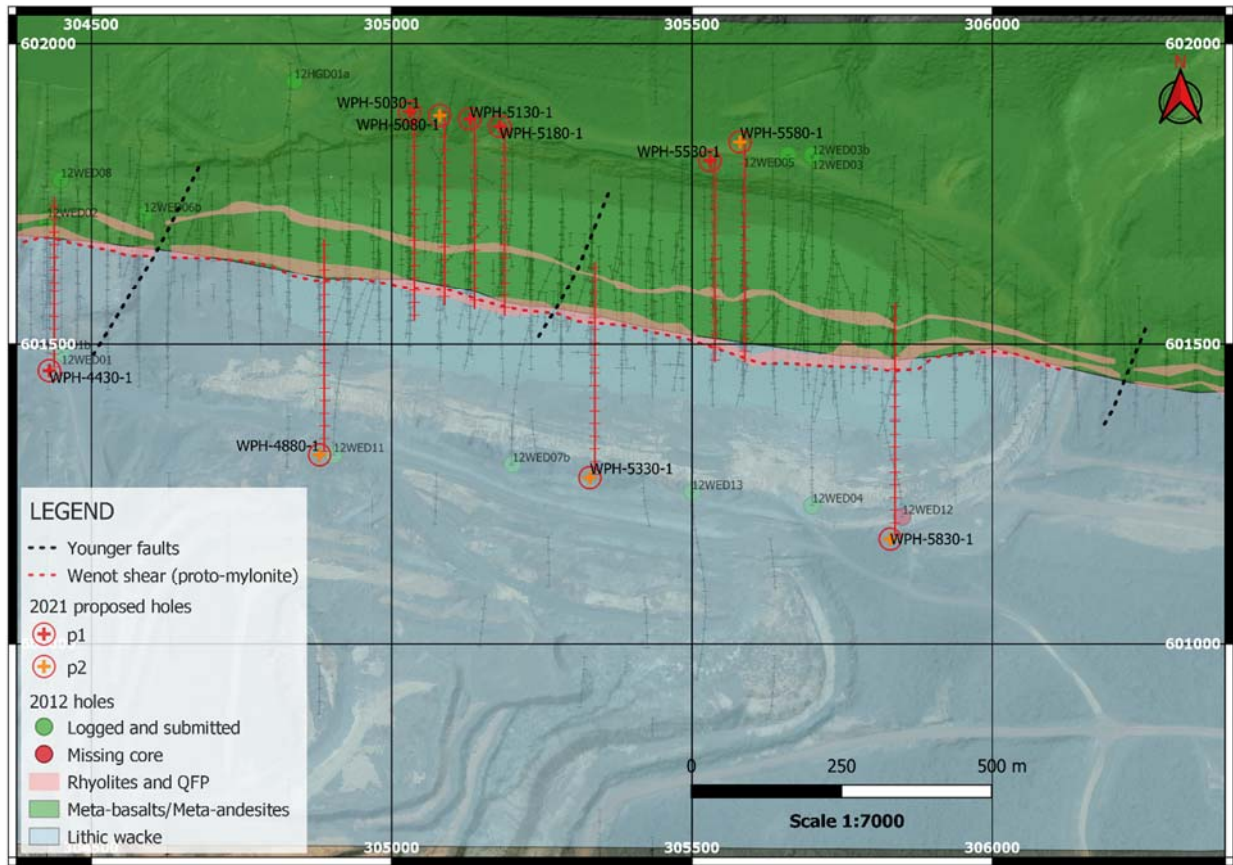 304500 305000 305500 306000
602000 602000
N
12HGD01a
WPH-5030-1
WPH-5130-1
WPH-5080-1
WPH-5180-1
WPH-5580-1
WPH-5530-1
12WED03b
12WED05
12WED03
12WED08
12WED02
12WED06b
601500 601500
12WED01
WPH-4430-1
WPH-4880-1
12WED11
12WED07b
WPH-5330-1
12WED13
12WED04
12WED12
WPH-5830-1
601000
LEGEND
Younger faults
Wenot shear (proto-mylonite)
2021 proposed holes
p1
p2
2012 holes
Logged and submitted
Missing core
Rhyolites and QFP
Meta-basalts/Meta-andesites
Lithic wacke
0 250 500 m
Scale 1:7000
304500 305000 305500 306000